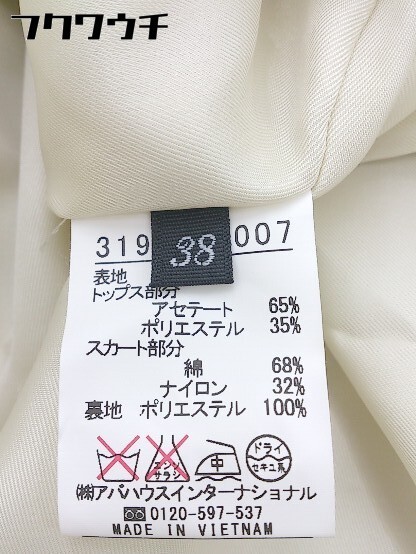 フクワウチ
319
38
007
表地
トップス部分
アセテート 65%
ポリエステル 35%
スカート部分
綿 68%
ナイロン 32%
裏地 ポリエステル 100%
エンソ
サラシ
中
ドライ
セキユ系
㈱アバハウスインターナショナル
0120-597-537
MADE IN VIETNAM